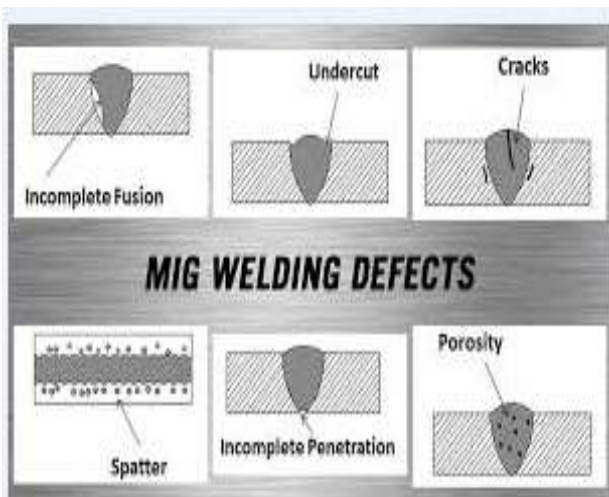 Incomplete Fusion
Undercut
Cracks
MIG WELDING DEFECTS
Spatter
Incomplete Penetration
Porosity